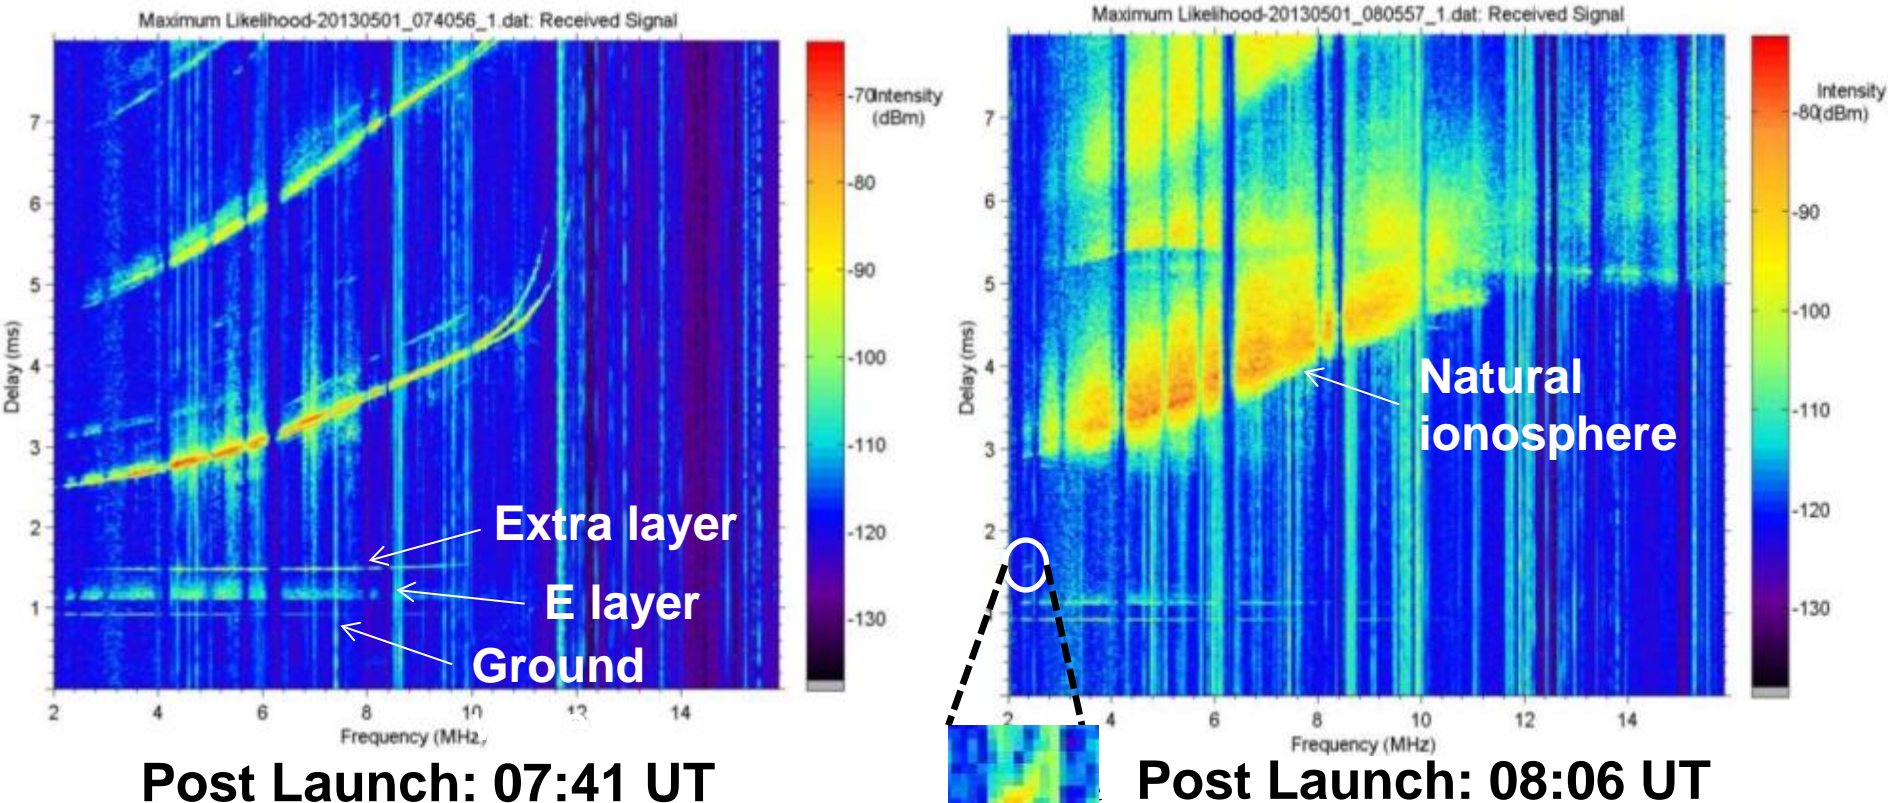 Maximum Likelihood-20130501_074056_1.dat: Received Signal
Intensity
(dBm)
-70
-80
-90
-100
-110
-120
-130
Delay (ms)
7
6
5
4
3
2
1
Extra layer
E layer
Ground
2 4 6 8 10 12 14
Frequency (MHz)
Post Launch: 07:41 UT
Maximum Likelihood-20130501_080557_1.dat: Received Signal
Intensity
(dBm)
-80
-90
-100
-110
-120
-130
Delay (ms)
7
6
5
4
3
2
Natural
ionosphere
2 4 6 8 10 12 14
Frequency (MHz)
Post Launch: 08:06 UT